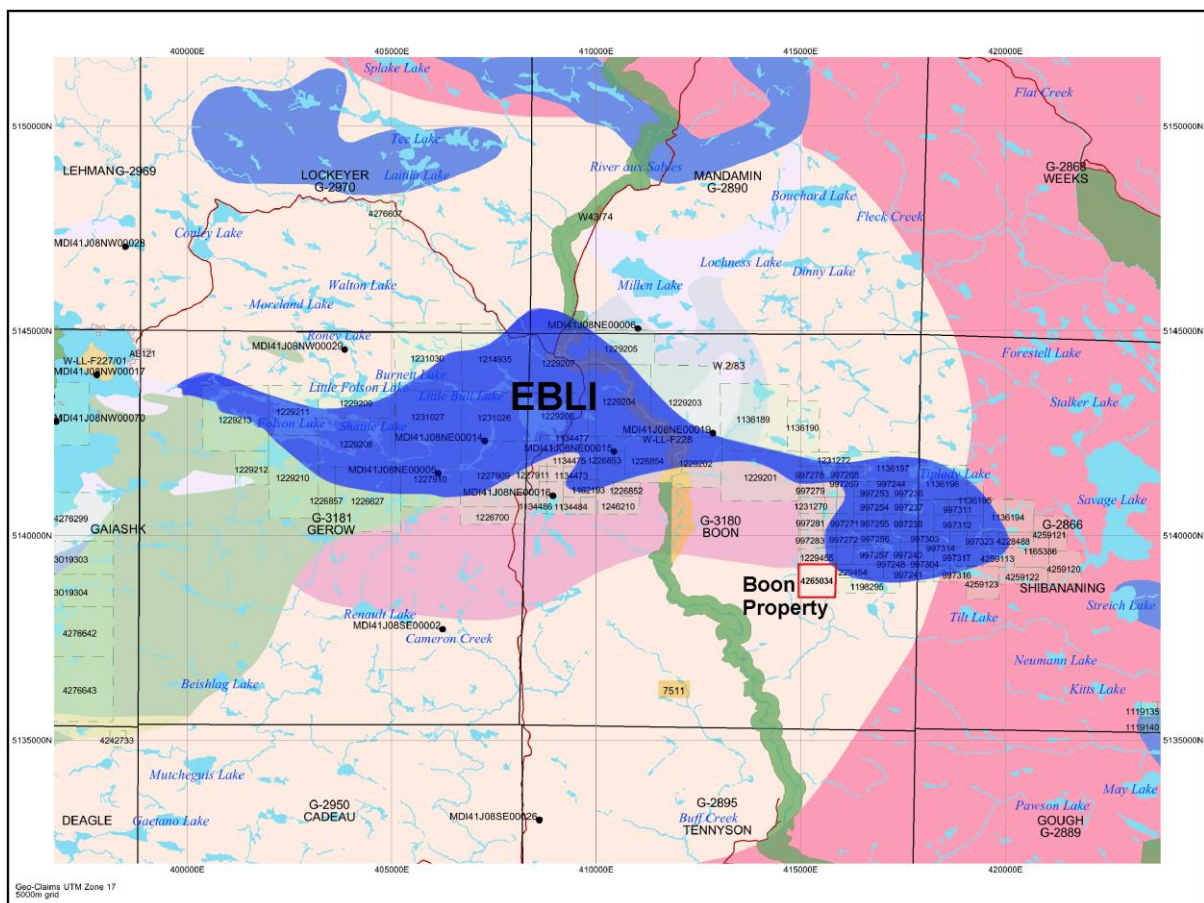 400000E
405000E
410000E
415000E
420000E
Splake Lake
Flat Creek
5150000N
5150000N
Tee Lake
LEHMAN G-2969
LOCKEYER
G-2970
Laitila Lake
River aux Sables
MANDAMIN
G-2890
G-2868
WEEKS
Bouchard Lake
4276607
W43/74
Fleck Creek
Conley Lake
MDI41J08NW00028
Lochness Lake
Dinny Lake
Walton Lake
Millen Lake
Moreland Lake
5145000N
5145000N
MDI41J08NE00006
Roney Lake
MDI41J08NW00029
AE121
W-LL-F227/01
MDI41J08NW00017
1231030
1214935
1229207
1229205
W.2/83
Forestell Lake
Burnett Lake
Little Folson Lake
Little Bull Lake
EBLI
Stalker Lake
1229209
1229211
1229213
Folson Lake
MDI41J08NW00070
1231027
1231026
1229206
1229204
1229203
1136189
1136190
Shautte Lake
1229208
MDI41J08NE00014
1134477
MDI41J08NE00019
W-LL-F228
MDI41J08NE00015
1134475
1226853
1226854
1229202
1231272
1229212
1229210
MDI41J08NE00005
1227910
1227909
1227911
1134473
1229201
997278
997268
1136197
Tiplady Lake
997269
997244
1136196
997279
997253
997236
1136195
Savage Lake
MDI41J08NE00016
1162193
1226852
1226857
1226627
1134486
1134484
1246210
1231270
997254
997237
997311
4276299
GAIASHK
G-3181
GEROW
1226700
G-3180
BOON
997281
997271
997255
997238
997312
1136194
G-2866
5140000N
5140000N
997283
997272
997256
997303
997323
4228488
4259121
3019303
1229455
997257
997240
997314
997317
4259113
1165386
997248
997304
4259120
229454
997241
997316
4259122
Boon
Property
4265034
1198295
4259123
SHIBANANING
3019304
Renault Lake
Streich Lake
Tilt Lake
4276642
MDI41J08SE00002
Cameron Creek
Neumann Lake
Beishlag Lake
4276643
7511
Kitts Lake
1119135
1119140
5135000N
5135000N
4242733
Mutcheguls Lake
May Lake
G-2950
CADEAU
G-2895
Buff Creek
TENNYSON
Pawson Lake
GOUGH
G-2889
DEAGLE
Gaetano Lake
MDI41J08SE00026
400000E
405000E
410000E
415000E
420000E
Geo-Claims UTM Zone 17
5000m grid